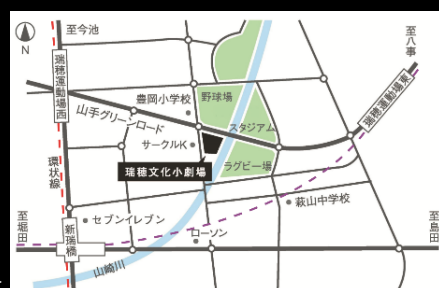 至今池
至八事
N
瑞穂運動場西
瑞穂運動場東
豊岡小学校
野球場
山手グリーンロード
スタジアム
サークルK
ラグビー場
瑞穂文化小劇場
環状線
萩山中学校
至堀田
セブンイレブン
至島田
新瑞橋
ローソン
山崎川